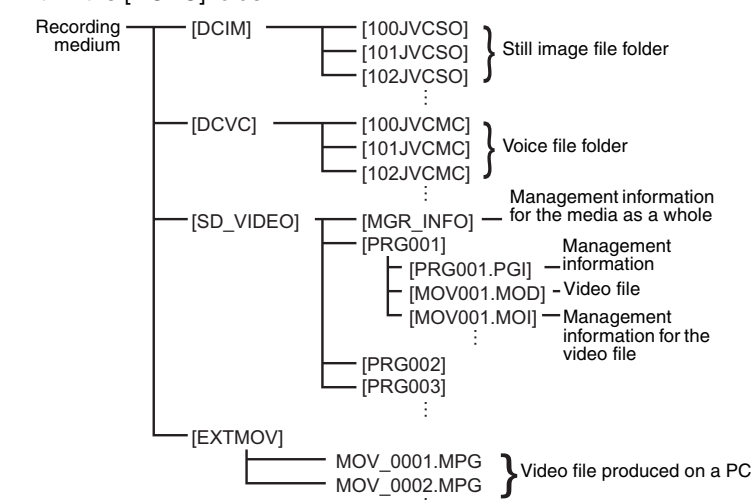 Recording medium
[DCIM]
[100JVCSO]
[101JVCSO]
[102JVCSO]
Still image file folder
[DCVC]
[100JVCMC]
[101JVCMC]
[102JVCMC]
Voice file folder
[SD_VIDEO]
[MGR_INFO]
Management information
for the media as a whole
[PRG001]
[PRG001.PGI]
Management
information
[MOV001.MOD]
Video file
[MOV001.MOI]
Management
information for the
video file
[PRG002]
[PRG003]
[EXTMOV]
MOV_0001.MPG
MOV_0002.MPG
Video file produced on a PC